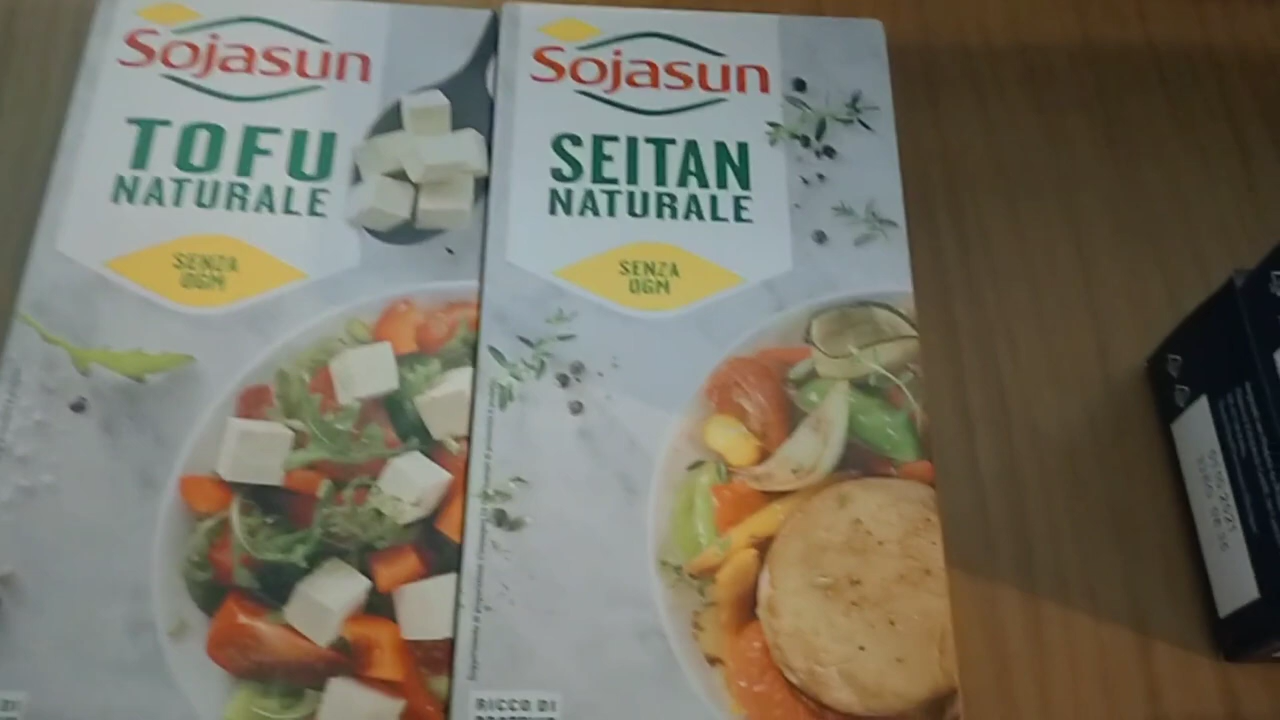 Sojasun
TOFU
NATURALE
SENZA
OGM
Sojasun
SEITAN
NATURALE
SENZA
OGM
RICCO DI